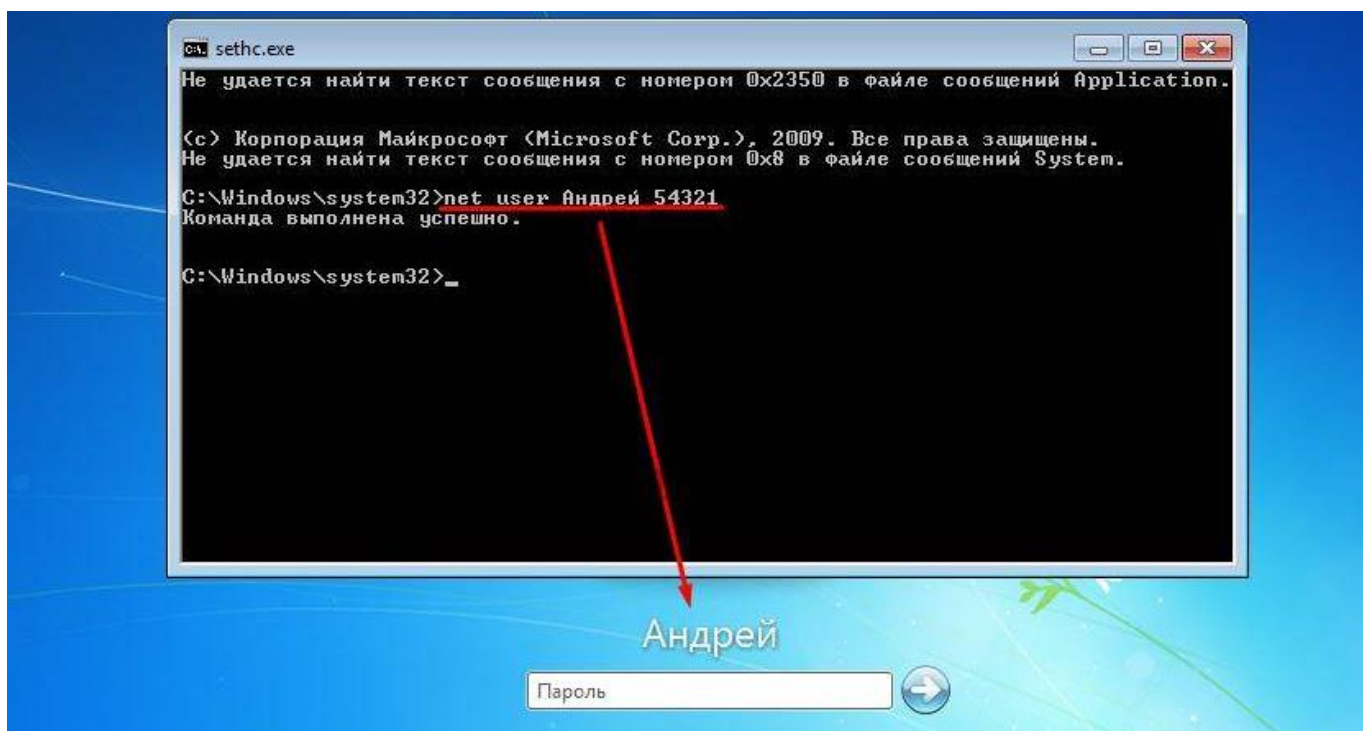 sethc.exe
Не удается найти текст сообщения с номером 0x2350 в файле сообщений Application.
(c) Корпорация Майкрософт (Microsoft Corp.), 2009. Все права защищены.
Не удается найти текст сообщения с номером 0x8 в файле сообщений System.
C:\Windows\system32>net user Андрей 54321
Команда выполнена успешно.
C:\Windows\system32>_
Андрей
Пароль